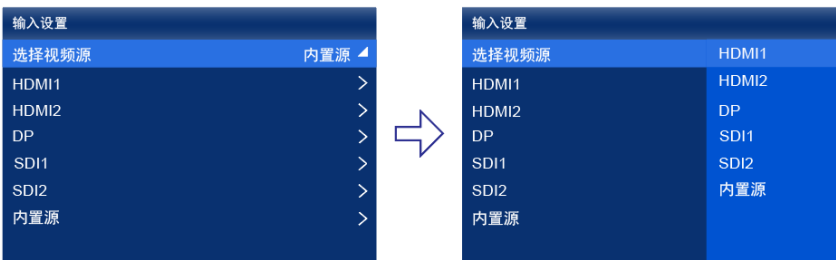 输入设置
选择视频源 内置源
HDMI1
HDMI2
DP
SDI1
SDI2
内置源
输入设置
选择视频源 HDMI1
HDMI1 HDMI2
HDMI2 DP
DP SDI1
SDI1 SDI2
SDI2 内置源
内置源